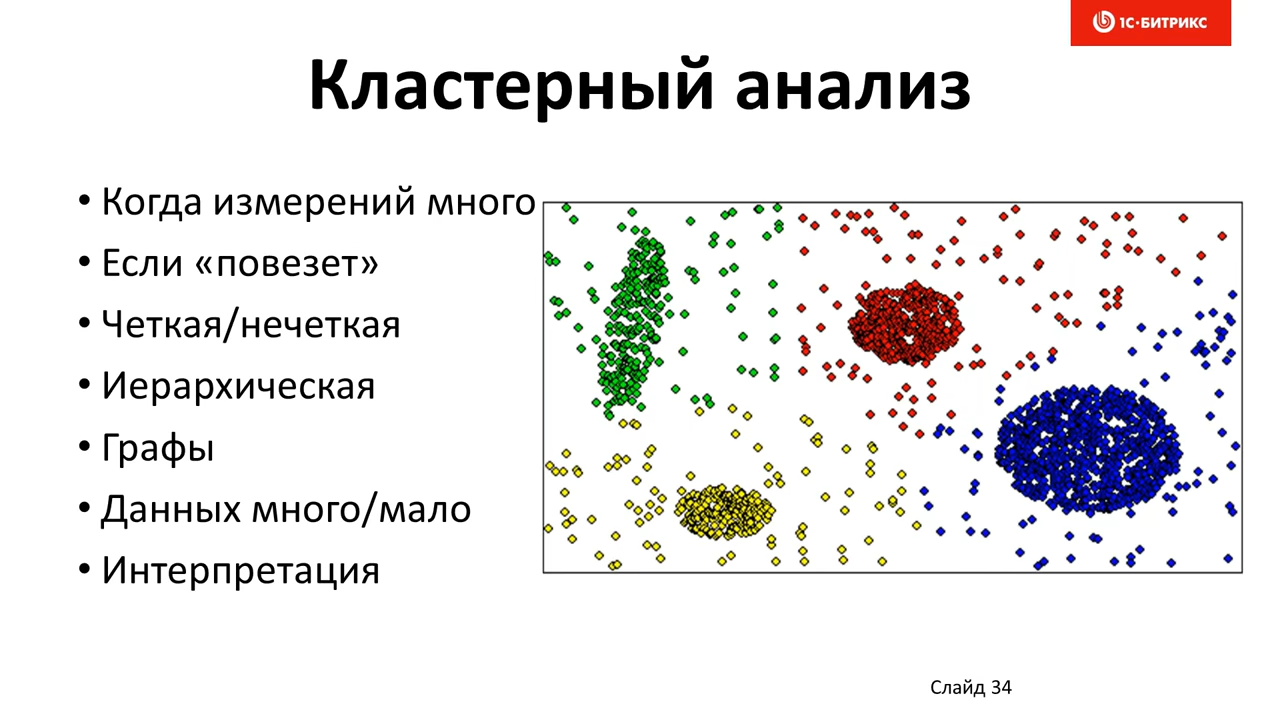 1С-БИТРИКС
Кластерный анализ
• Когда измерений много
• Если «повезет»
• Четкая/нечеткая
• Иерархическая
• Графы
• Данных много/мало
• Интерпретация
Слайд 34